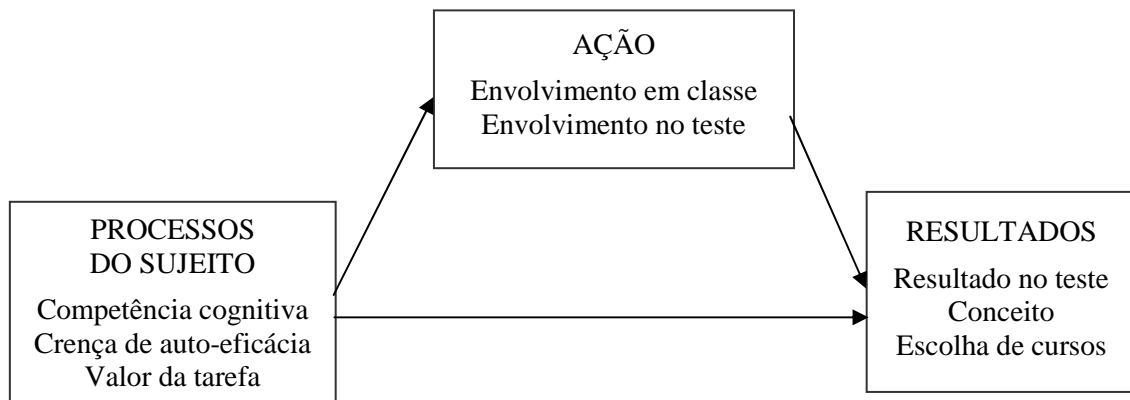 AÇÃO
Envolvimento em classe
Envolvimento no teste
PROCESSOS
DO SUJEITO
Competência cognitiva
Crença de auto-eficácia
Valor da tarefa
RESULTADOS
Resultado no teste
Conceito
Escolha de cursos